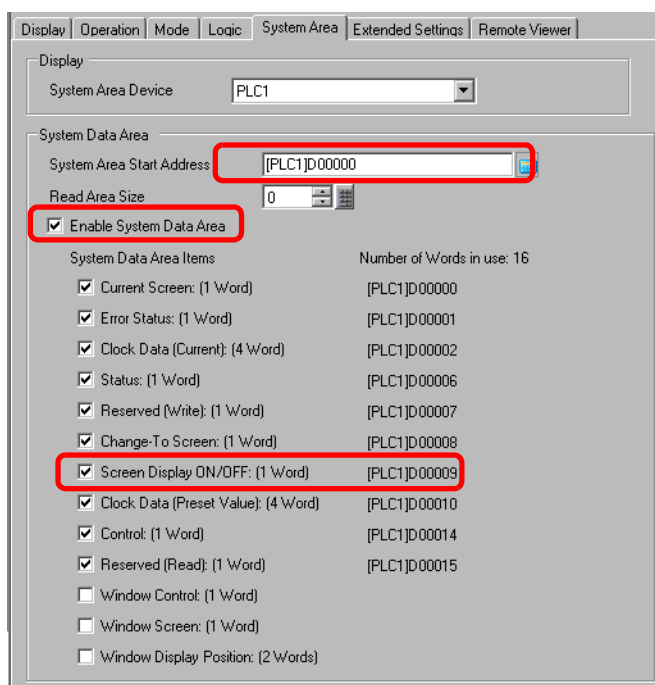 Display Operation Mode Logic System Area Extended Settings Remote Viewer
Display
System Area Device PLC1
System Data Area
System Area Start Address [PLC1]D00000
Read Area Size 0
Enable System Data Area
System Data Area Items Number of Words in use: 16
Current Screen: (1 Word) [PLC1]D00000
Error Status: (1 Word) [PLC1]D00001
Clock Data (Current): (4 Word) [PLC1]D00002
Status: (1 Word) [PLC1]D00006
Reserved (Write): (1 Word) [PLC1]D00007
Change-To Screen: (1 Word) [PLC1]D00008
Screen Display ON/OFF: (1 Word) [PLC1]D00009
Clock Data (Preset Value): (4 Word) [PLC1]D00010
Control: (1 Word) [PLC1]D00014
Reserved (Read): (1 Word) [PLC1]D00015
Window Control: (1 Word)
Window Screen: (1 Word)
Window Display Position: (2 Words)